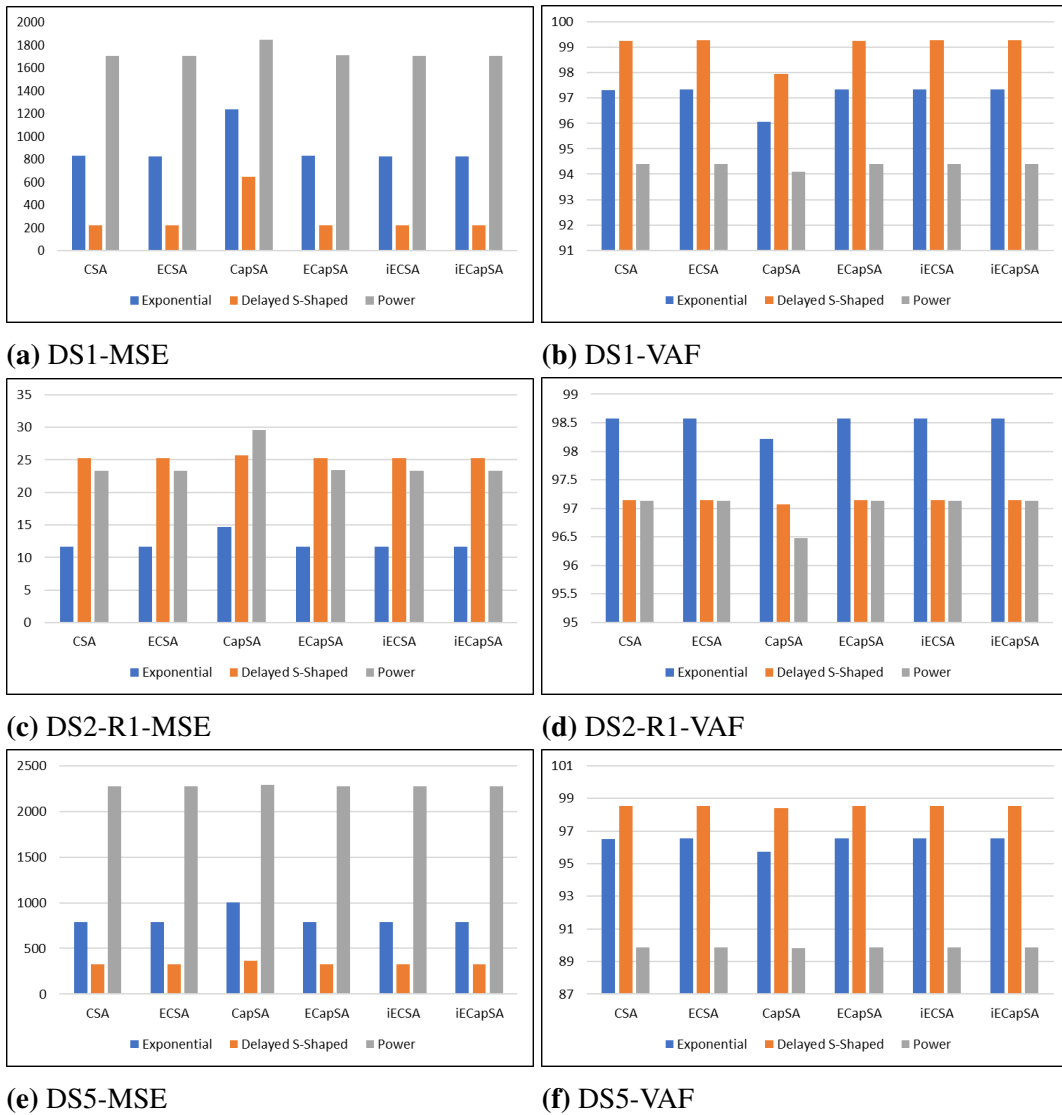 2000
1800
1600
1400
1200
1000
800
600
400
200
0
CSA ECSA CapSA ECapSA iECSA iECapSA
Exponential Delayed S-Shaped Power
(a) DS1-MSE
100
99
98
97
96
95
94
93
92
91
CSA ECSA CapSA ECapSA iECSA iECapSA
Exponential Delayed S-Shaped Power
(b) DS1-VAF
35
30
25
20
15
10
5
0
CSA ECSA CapSA ECapSA iECSA iECapSA
Exponential Delayed S-Shaped Power
(c) DS2-R1-MSE
99
98.5
98
97.5
97
96.5
96
95.5
95
CSA ECSA CapSA ECapSA iECSA iECapSA
Exponential Delayed S-Shaped Power
(d) DS2-R1-VAF
2500
2000
1500
1000
500
0
CSA ECSA CapSA ECapSA iECSA iECapSA
Exponential Delayed S-Shaped Power
(e) DS5-MSE
101
99
97
95
93
91
89
87
CSA ECSA CapSA ECapSA iECSA iECapSA
Exponential Delayed S-Shaped Power
(f) DS5-VAF